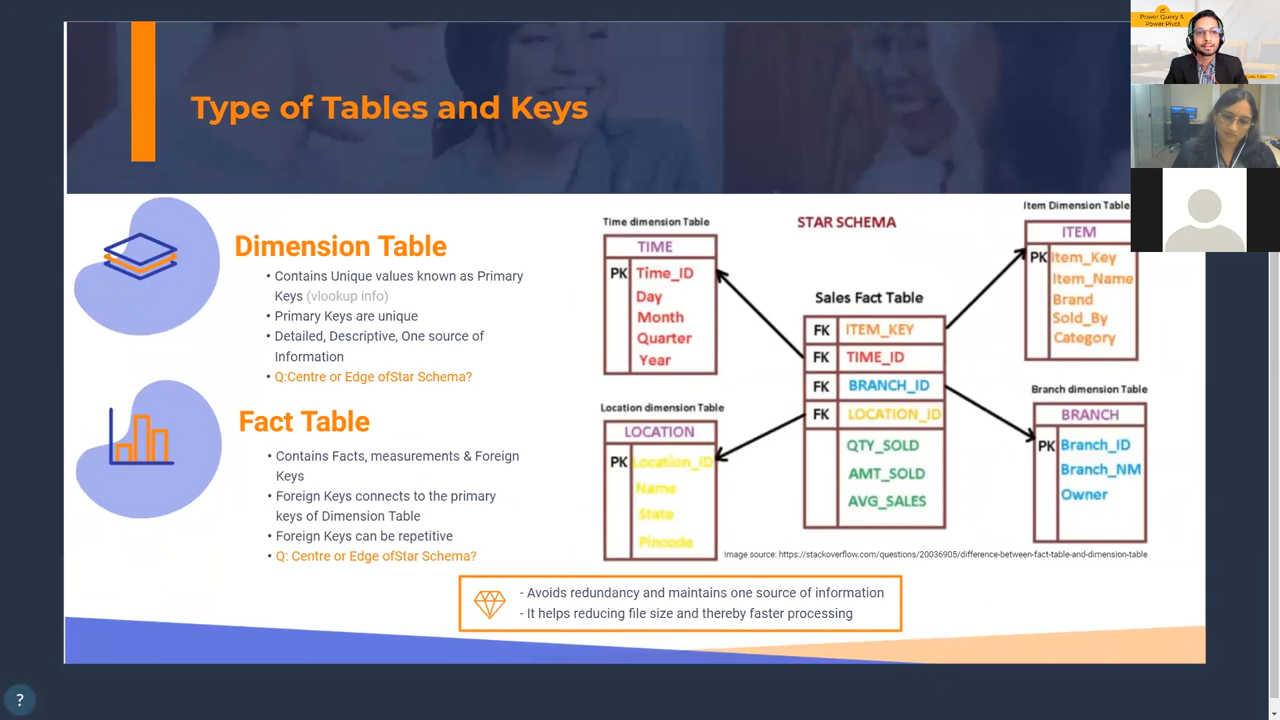 Type of Tables and Keys
Power Query &
Power Pivot
Dimension Table
• Contains Unique values known as Primary
Keys (vlookup info)
• Primary Keys are unique
• Detailed, Descriptive, One source of
Information
• Q:Centre or Edge ofStar Schema?
Fact Table
• Contains Facts, measurements & Foreign
Keys
• Foreign Keys connects to the primary
keys of Dimension Table
• Foreign Keys can be repetitive
• Q: Centre or Edge ofStar Schema?
STAR SCHEMA
Time dimension Table
TIME
PK Time_ID
Day
Month
Quarter
Year
Location dimension Table
LOCATION
PK Location_ID
Name
State
Pincode
Sales Fact Table
FK ITEM_KEY
FK TIME_ID
FK BRANCH_ID
FK LOCATION_ID
QTY_SOLD
AMT_SOLD
AVG_SALES
Item Dimension Table
ITEM
PK Item_Key
Item_Name
Brand
Sold_By
Category
Branch dimension Table
BRANCH
PK Branch_ID
Branch_NM
Owner
Image source: https://stackoverflow.com/questions/20036905/difference-between-fact-table-and-dimension-table
- Avoids redundancy and maintains one source of information
- It helps reducing file size and thereby faster processing
?